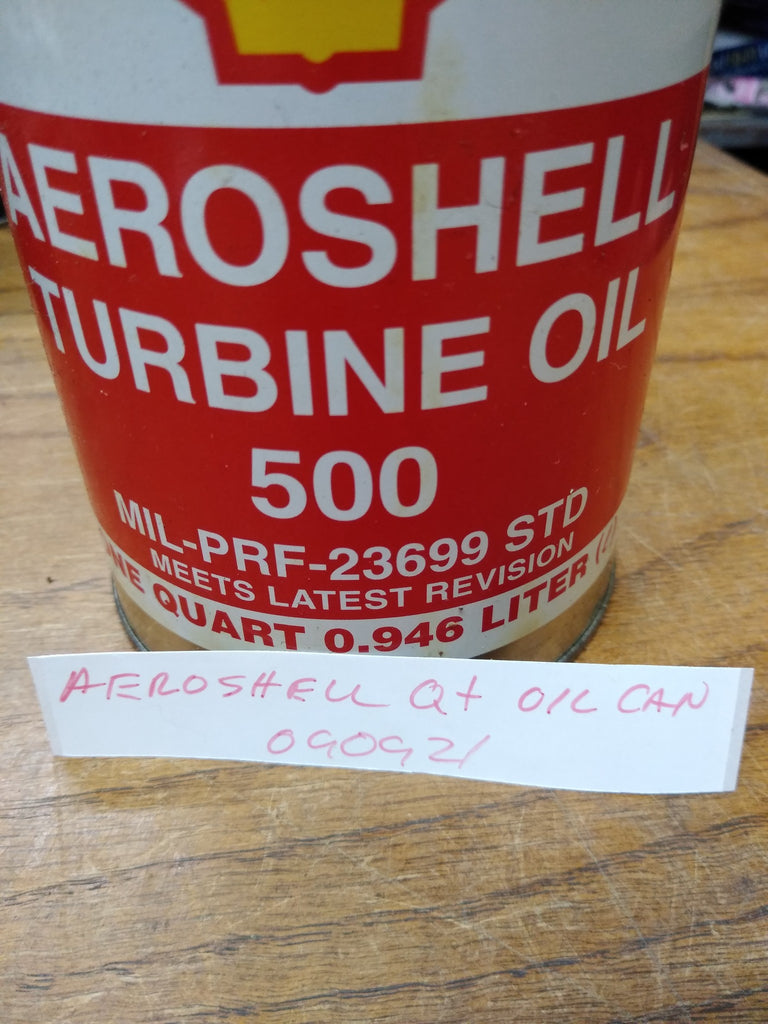 AEROSHELL
TURBINE OIL
500
MIL-PRF-23699 STD
MEETS LATEST REVISION
ONE QUART 0.946 LITER
AEROSHELL Qt OIL CAN
090921